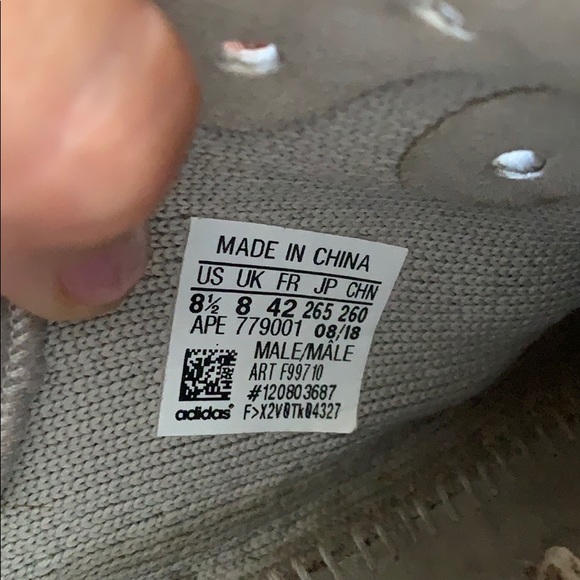 MADE IN CHINA
US UK FR JP CHN
8½ 8 42 265 260
APE 779001 08/18
MALE/MÂLE
ART F99710
#120803687
adidas® F>X2V0Tk04327